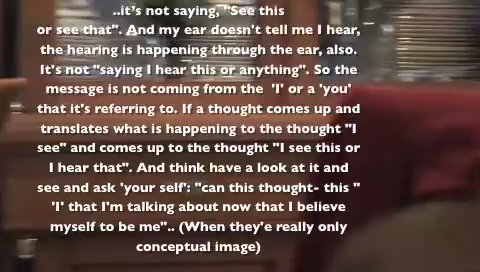 ..it's not saying, "See this
or see that". And my ear doesn't tell me I hear,
the hearing is happening through the ear, also.
It's not "saying I hear this or anything". So the
message is not coming from the  'I' or a 'you'
that it's referring to. If a thought comes up and
translates what is happening to the thought "I
see" and comes up to the thought "I see this or
I hear that". And think have a look at it and
see and ask 'your self': "can this thought- this "
'I' that I'm talking about now that I believe
myself to be me".. (When they'e really only
conceptual image)